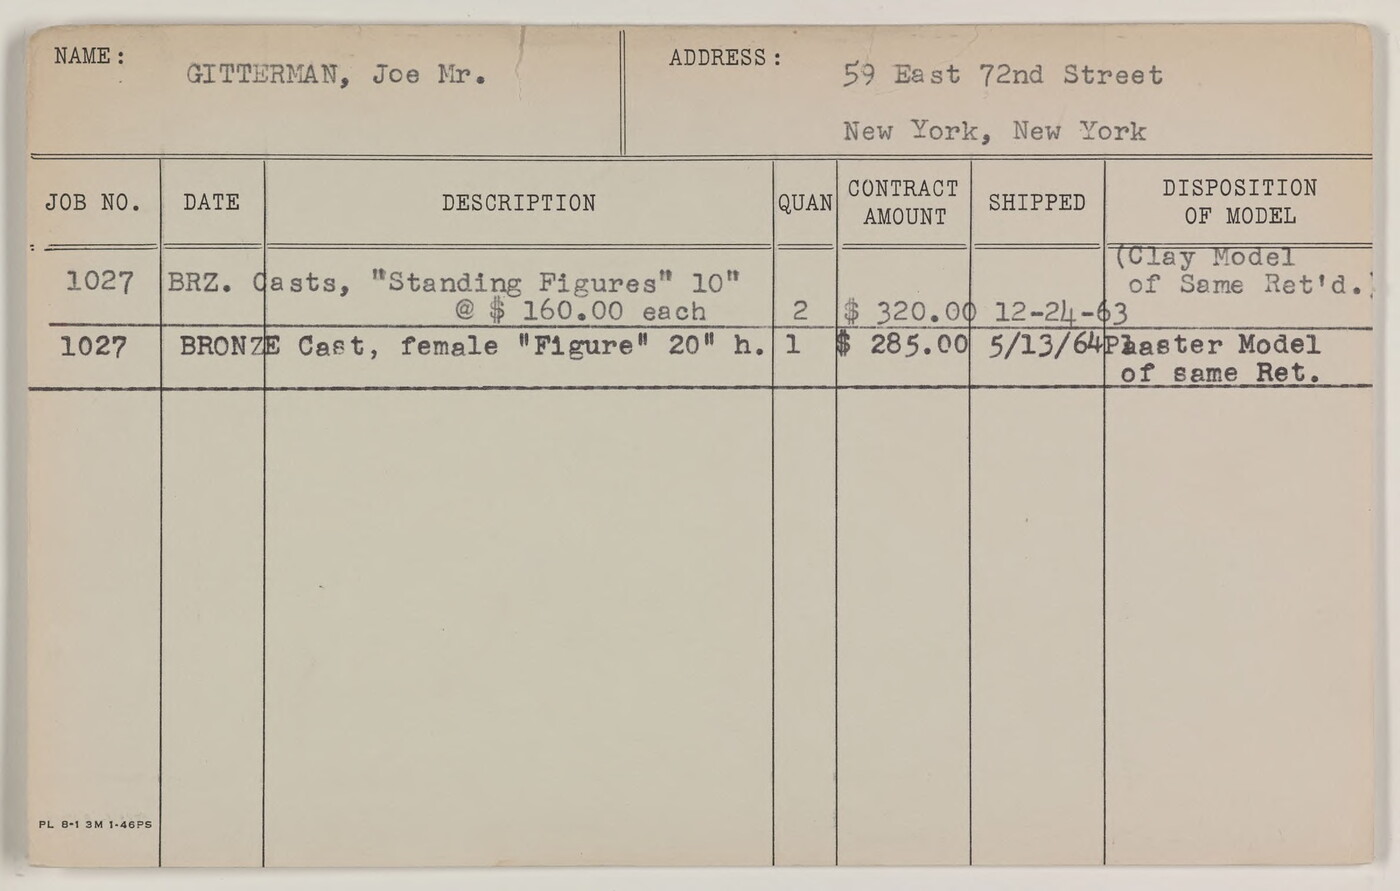 NAME: GITTERMAN, Joe Mr. ADDRESS: 59 East 72nd Street
New York, New York
JOB NO. DATE DESCRIPTION QUAN CONTRACT AMOUNT SHIPPED DISPOSITION OF MODEL
(Clay Model
1027 BRZ. Casts, "Standing Figures" 10" of Same Ret'd.)
@ $ 160.00 each 2 $ 320.00 12-24-63
1027 BRONZE Cast, female "Figure" 20" h. 1 $ 285.00 5/13/64 Plaster Model
of same Ret.
PL 8-1 3M 1-46PS